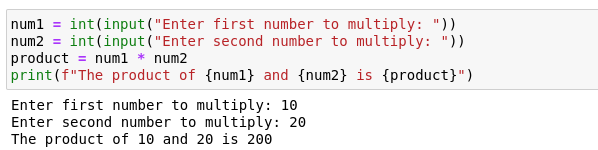 num1 = int(input("Enter first number to multiply: "))
num2 = int(input("Enter second number to multiply: "))
product = num1 * num2
print(f"The product of {num1} and {num2} is {product}")
Enter first number to multiply: 10
Enter second number to multiply: 20
The product of 10 and 20 is 200